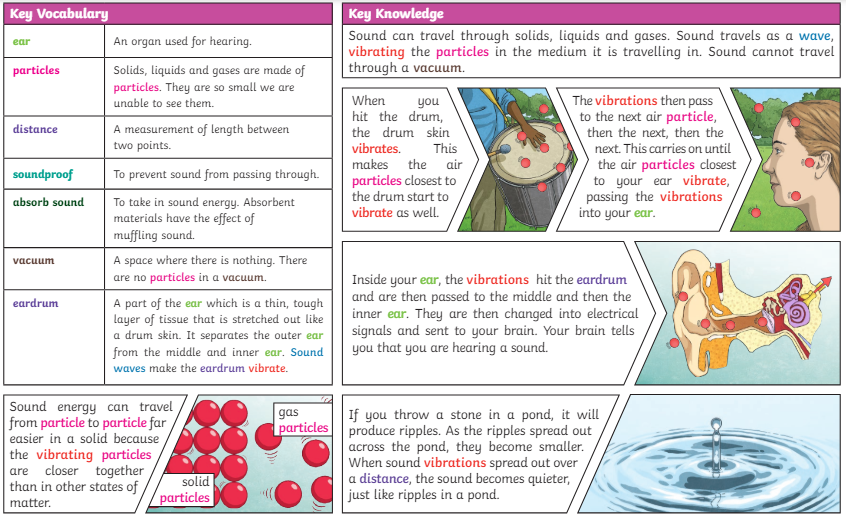 Key Vocabulary
ear
An organ used for hearing.
particles
Solids, liquids and gases are made of
particles. They are so small we are
unable to see them.
distance
A measurement of length between
two points.
soundproof
To prevent sound from passing through.
absorb sound
To take in sound energy. Absorbent
materials have the effect of
muffling sound.
vacuum
A space where there is nothing. There
are no particles in a vacuum.
eardrum
A part of the ear which is a thin, tough
layer of tissue that is stretched out like
a drum skin. It separates the outer ear
from the middle and inner ear. Sound
waves make the eardrum vibrate.
Sound energy can travel
from particle to particle far
easier in a solid because
the vibrating particles
are closer together
than in other states of
matter.
gas
particles
solid
particles
Key Knowledge
Sound can travel through solids, liquids and gases. Sound travels as a wave,
vibrating the particles in the medium it is travelling in. Sound cannot travel
through a vacuum.
When you
hit the drum,
the drum skin
vibrates. This
makes the air
particles closest to
the drum start to
vibrate as well.
The vibrations then pass
to the next air particle,
then the next, then the
next. This carries on until
the air particles closest
to your ear vibrate,
passing the vibrations
into your ear.
Inside your ear, the vibrations hit the eardrum
and are then passed to the middle and then the
inner ear. They are then changed into electrical
signals and sent to your brain. Your brain tells
you that you are hearing a sound.
If you throw a stone in a pond, it will
produce ripples. As the ripples spread out
across the pond, they become smaller.
When sound vibrations spread out over
a distance, the sound becomes quieter,
just like ripples in a pond.